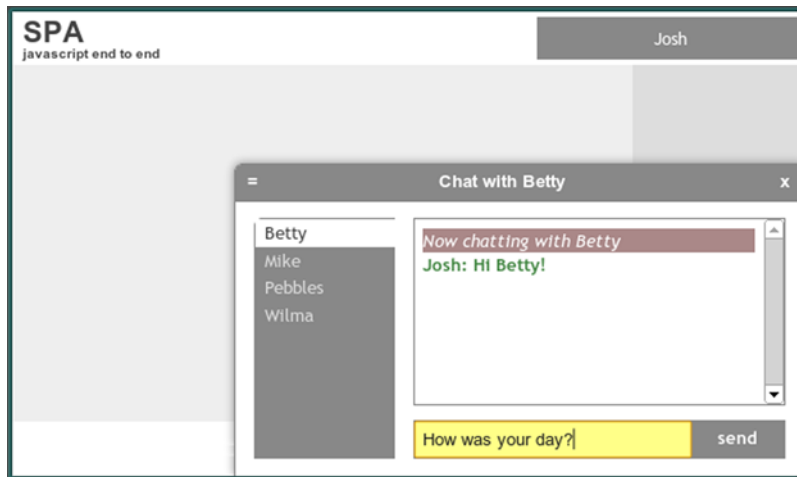 SPA
javascript end to end
Josh
=
Chat with Betty
x
Betty
Mike
Pebbles
Wilma
Now chatting with Betty
Josh: Hi Betty!
How was your day?
send